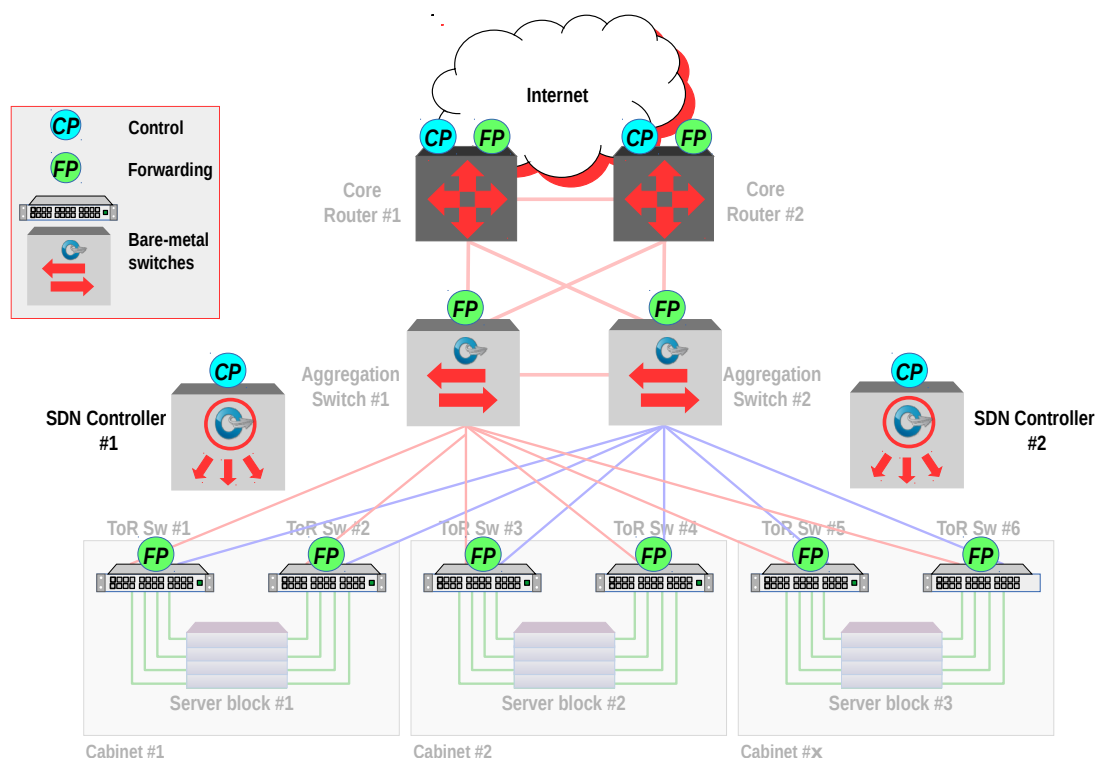 Internet
CP
Control
FP
Forwarding
Bare-metal
switches
CP
FP
CP
FP
Core
Router #1
Core
Router #2
FP
FP
Aggregation
Switch #1
Aggregation
Switch #2
CP
SDN Controller
#1
CP
SDN Controller
#2
ToR Sw #1
ToR Sw #2
ToR Sw #3
ToR Sw #4
ToR Sw #5
ToR Sw #6
FP
FP
FP
FP
FP
FP
Server block #1
Server block #2
Server block #3
Cabinet #1
Cabinet #2
Cabinet #x